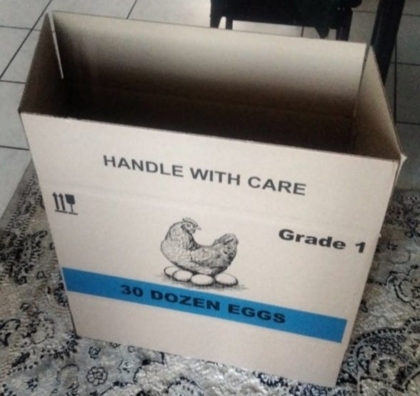 HANDLE WITH CARE
Grade 1
30 DOZEN EGGS